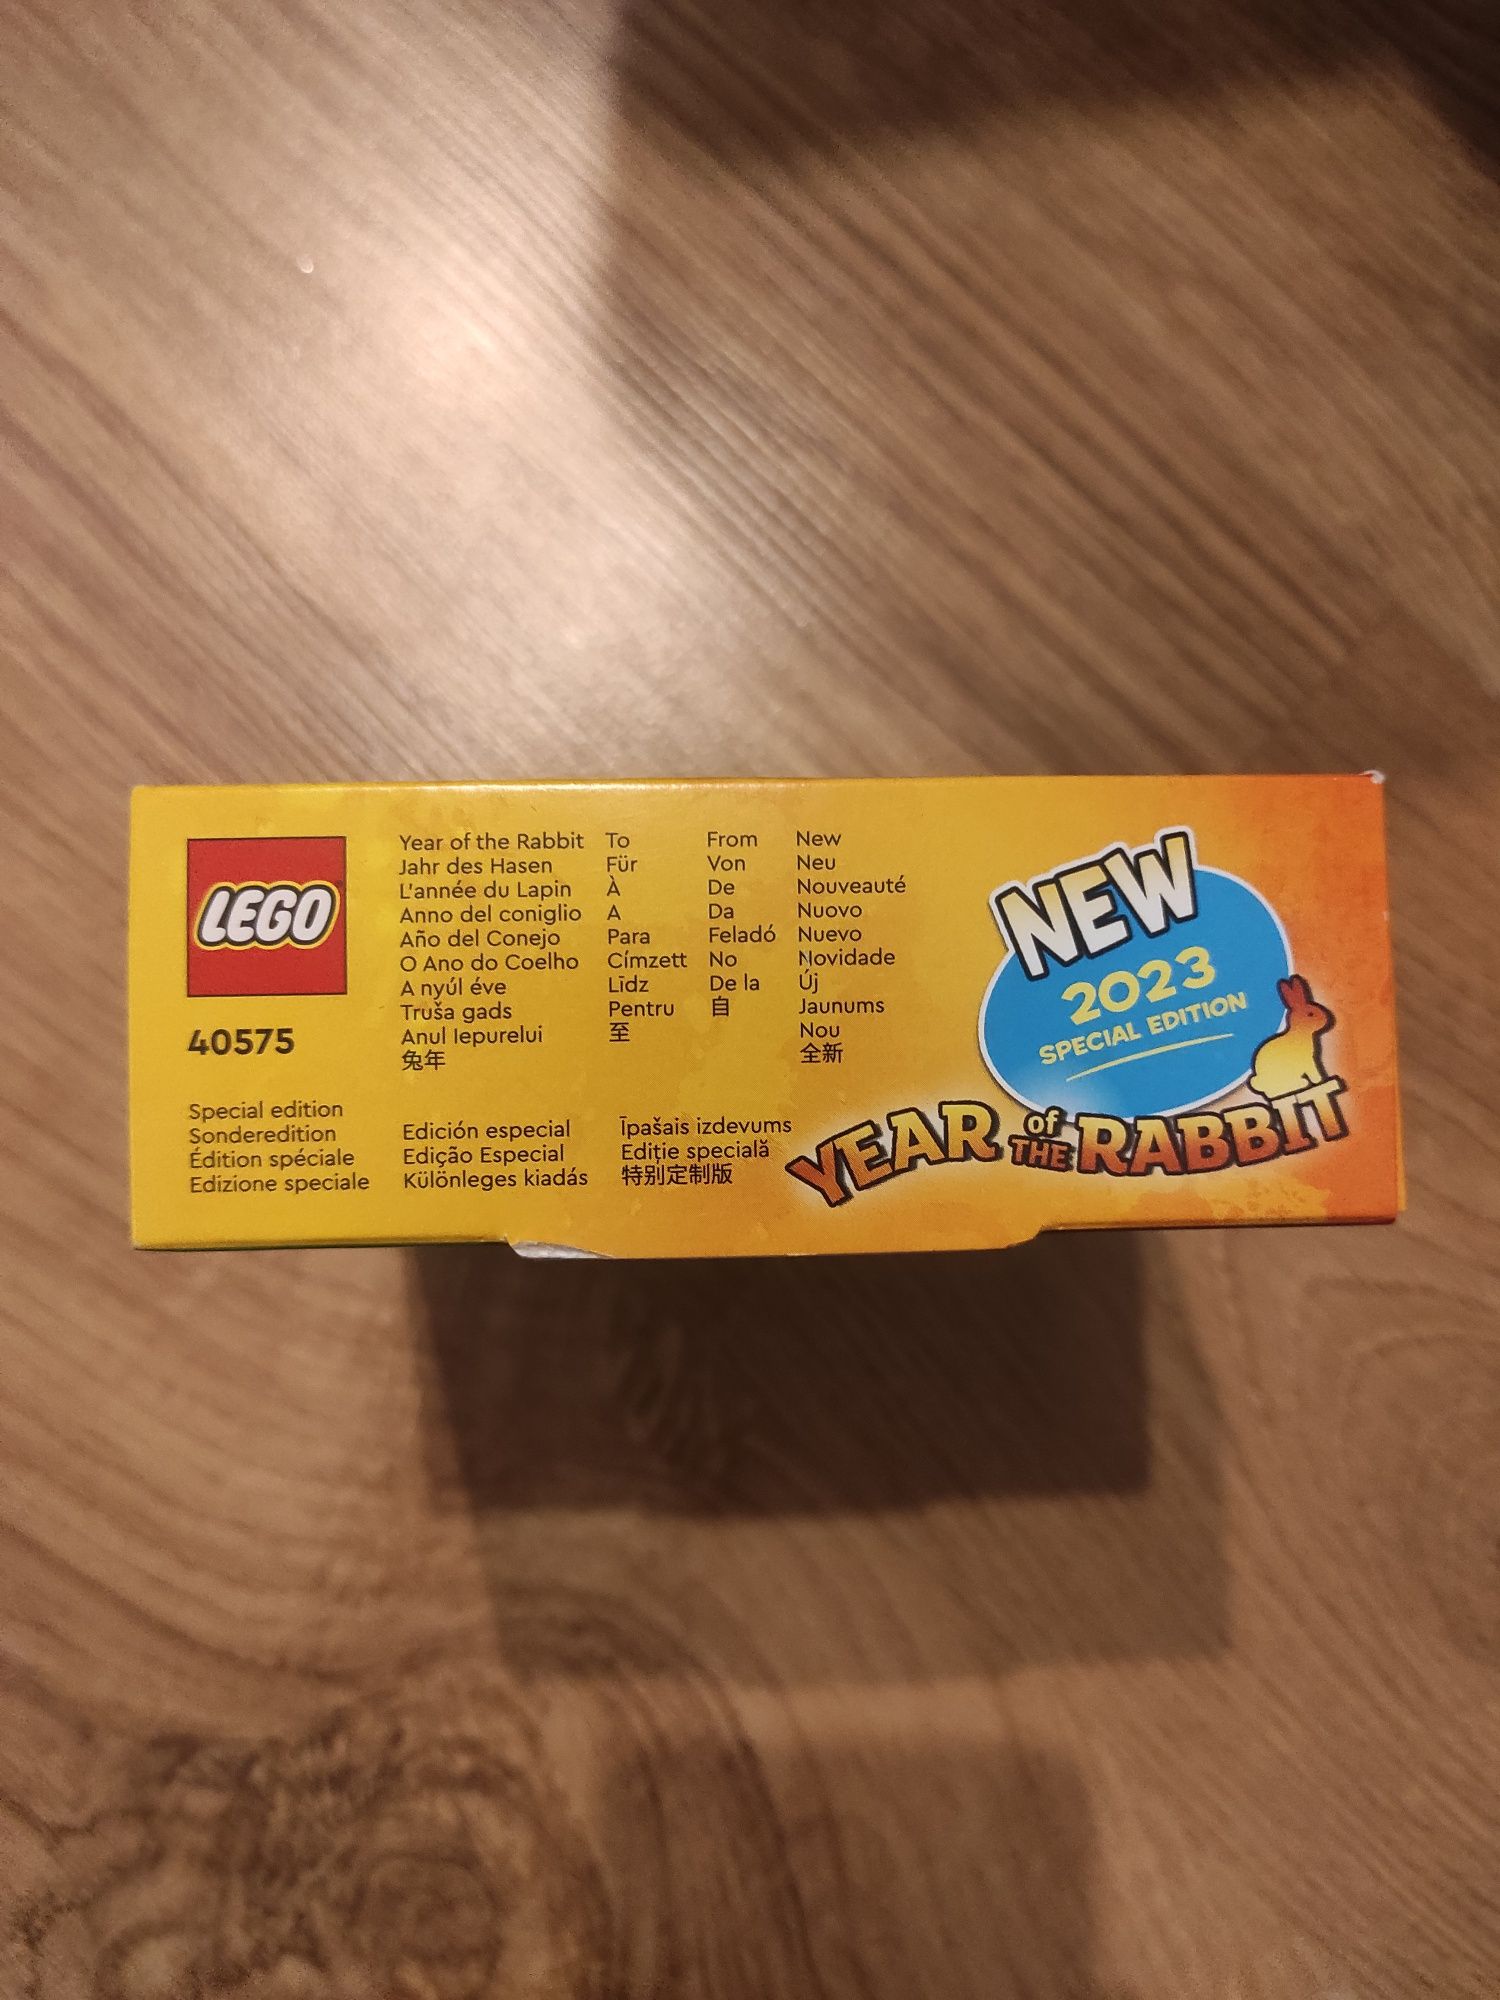 LEGO
40575
Year of the Rabbit
Jahr des Hasen
L'année du Lapin
Anno del coniglio
Año del Conejo
O Ano do Coelho
A nyúl éve
Truša gads
Anul Iepurelui
兔年
To
Für
À
A
Para
Címzett
Līdz
Pentru
至
From
Von
De
Da
Feladó
No
De la
自
New
Neu
Nouveauté
Nuovo
Nuevo
Novidade
Új
Jaunums
Nou
全新
Special edition
Sonderedition
Édition spéciale
Edizione speciale
Edición especial
Edição Especial
Különleges kiadás
Īpašais izdevums
Ediție specială
特别定制版
NEW
2023
SPECIAL EDITION
YEAR of THE RABBIT